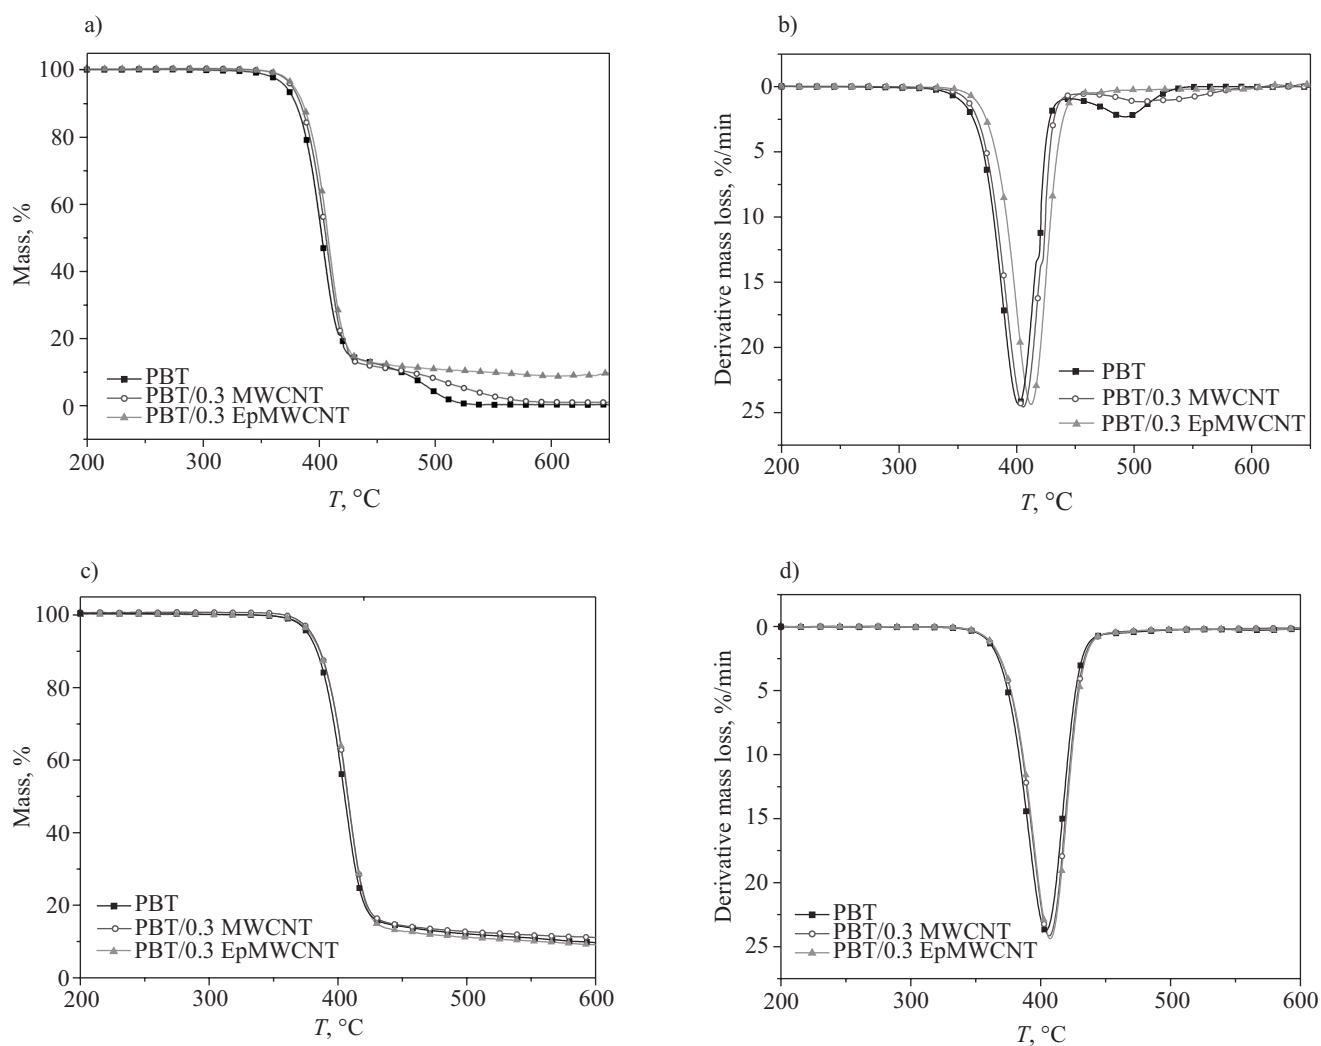 a)
100
80
60
40
20
0
Mass, %
PBT
PBT/0.3 MWCNT
PBT/0.3 EpMWCNT
200 300 400 500 600
T, °C
b)
0
5
10
15
20
25
Derivative mass loss, %/min
PBT
PBT/0.3 MWCNT
PBT/0.3 EpMWCNT
200 300 400 500 600
T, °C
c)
100
80
60
40
20
0
Mass, %
PBT
PBT/0.3 MWCNT
PBT/0.3 EpMWCNT
200 300 400 500 600
T, °C
d)
0
5
10
15
20
25
Derivative mass loss, %/min
PBT
PBT/0.3 MWCNT
PBT/0.3 EpMWCNT
200 300 400 500 600
T, °C